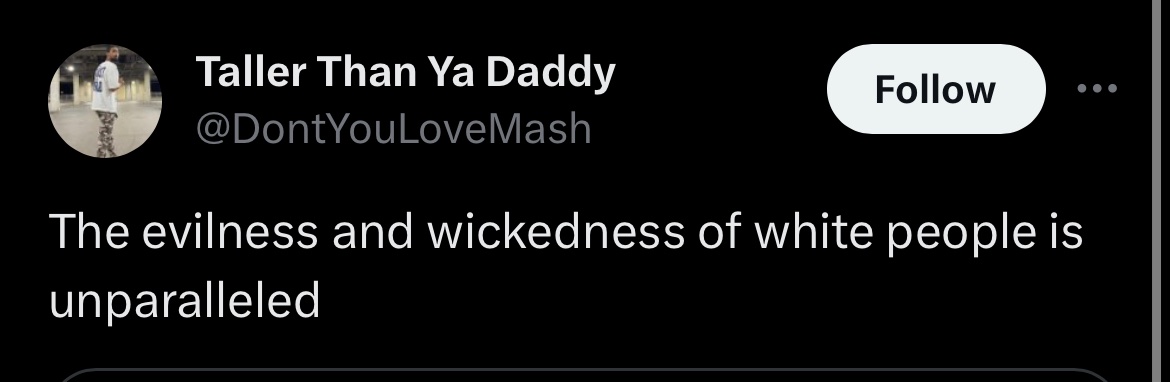 Taller Than Ya Daddy
@DontYouLoveMash
Follow
The evilness and wickedness of white people is
unparalleled